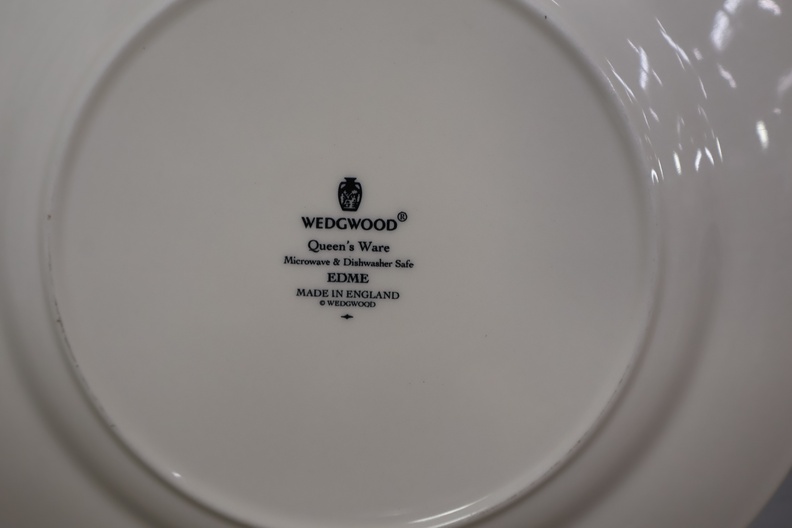 WEDGWOOD®
Queen's Ware
Microwave & Dishwasher Safe
EDME
MADE IN ENGLAND
© WEDGWOOD